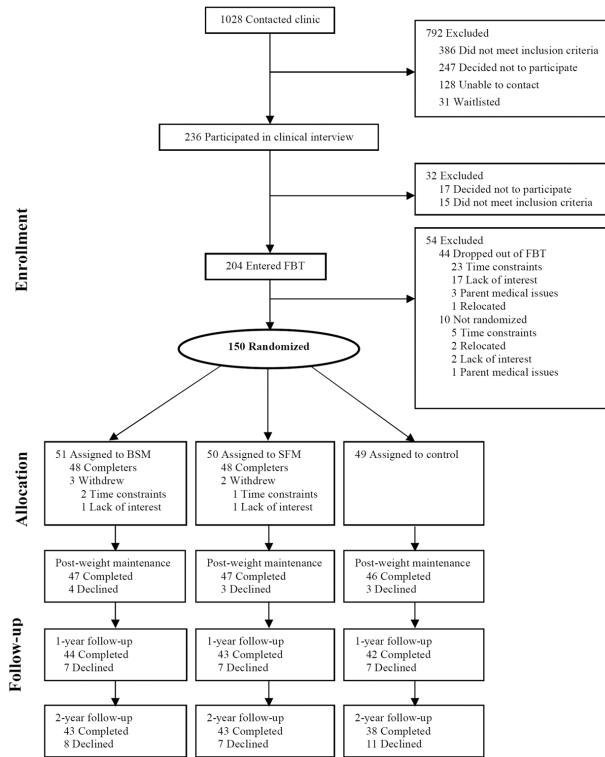 1028 Contacted clinic
792 Excluded
386 Did not meet inclusion criteria
247 Decided not to participate
128 Unable to contact
31 Waitlisted
236 Participated in clinical interview
32 Excluded
17 Decided not to participate
15 Did not meet inclusion criteria
Enrollment
204 Entered FBT
54 Excluded
44 Dropped out of FBT
23 Time constraints
17 Lack of interest
3 Parent medical issues
1 Relocated
10 Not randomized
5 Time constraints
2 Relocated
2 Lack of interest
1 Parent medical issues
150 Randomized
Allocation
51 Assigned to BSM
48 Completers
3 Withdrew
2 Time constraints
1 Lack of interest
50 Assigned to SFM
48 Completers
2 Withdrew
1 Time constraints
1 Lack of interest
49 Assigned to control
Follow-up
Post-weight maintenance
47 Completed
4 Declined
Post-weight maintenance
47 Completed
3 Declined
Post-weight maintenance
46 Completed
3 Declined
1-year follow-up
44 Completed
7 Declined
1-year follow-up
43 Completed
7 Declined
1-year follow-up
42 Completed
7 Declined
2-year follow-up
43 Completed
8 Declined
2-year follow-up
43 Completed
7 Declined
2-year follow-up
38 Completed
11 Declined